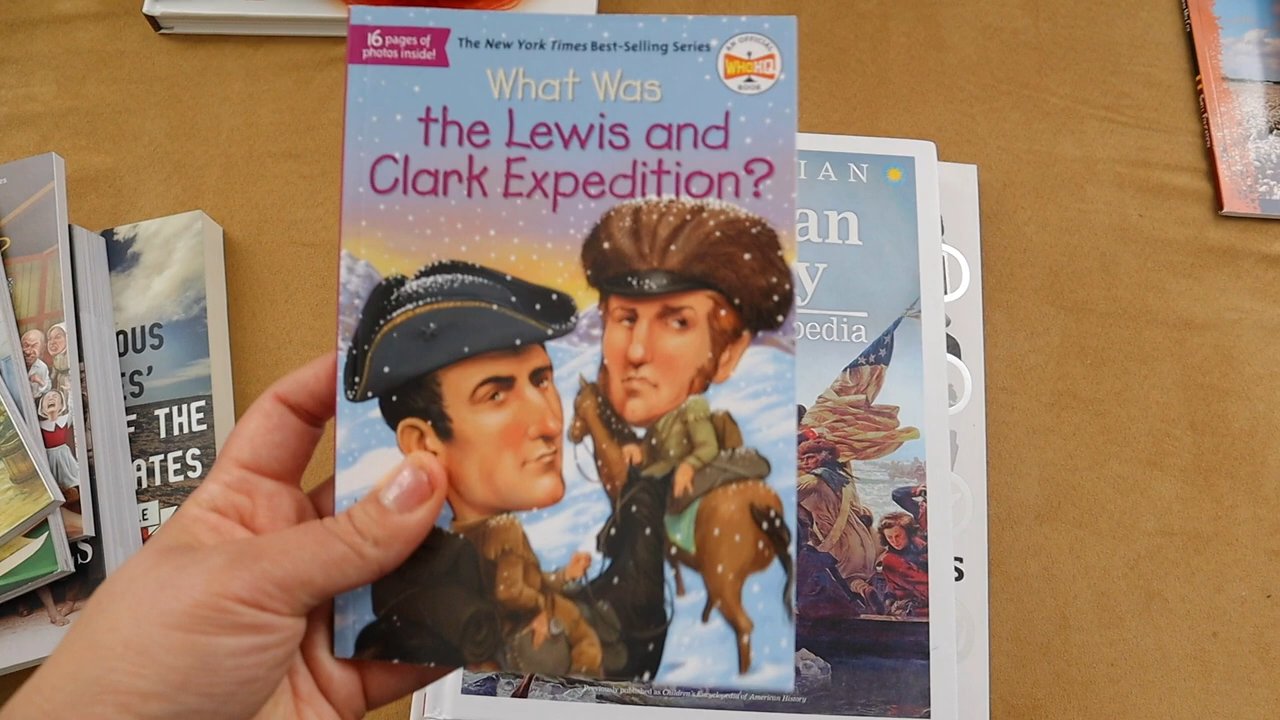 16 pages of
photos inside!
The New York Times Best-Selling Series
AN OFFICIAL
WHOHQ
BOOK
What Was
the Lewis and
Clark Expedition?
IAN
an
y
pedia
OUS
ES'
F THE
ATES
S
S
Previously published as Children's Encyclopedia of American History